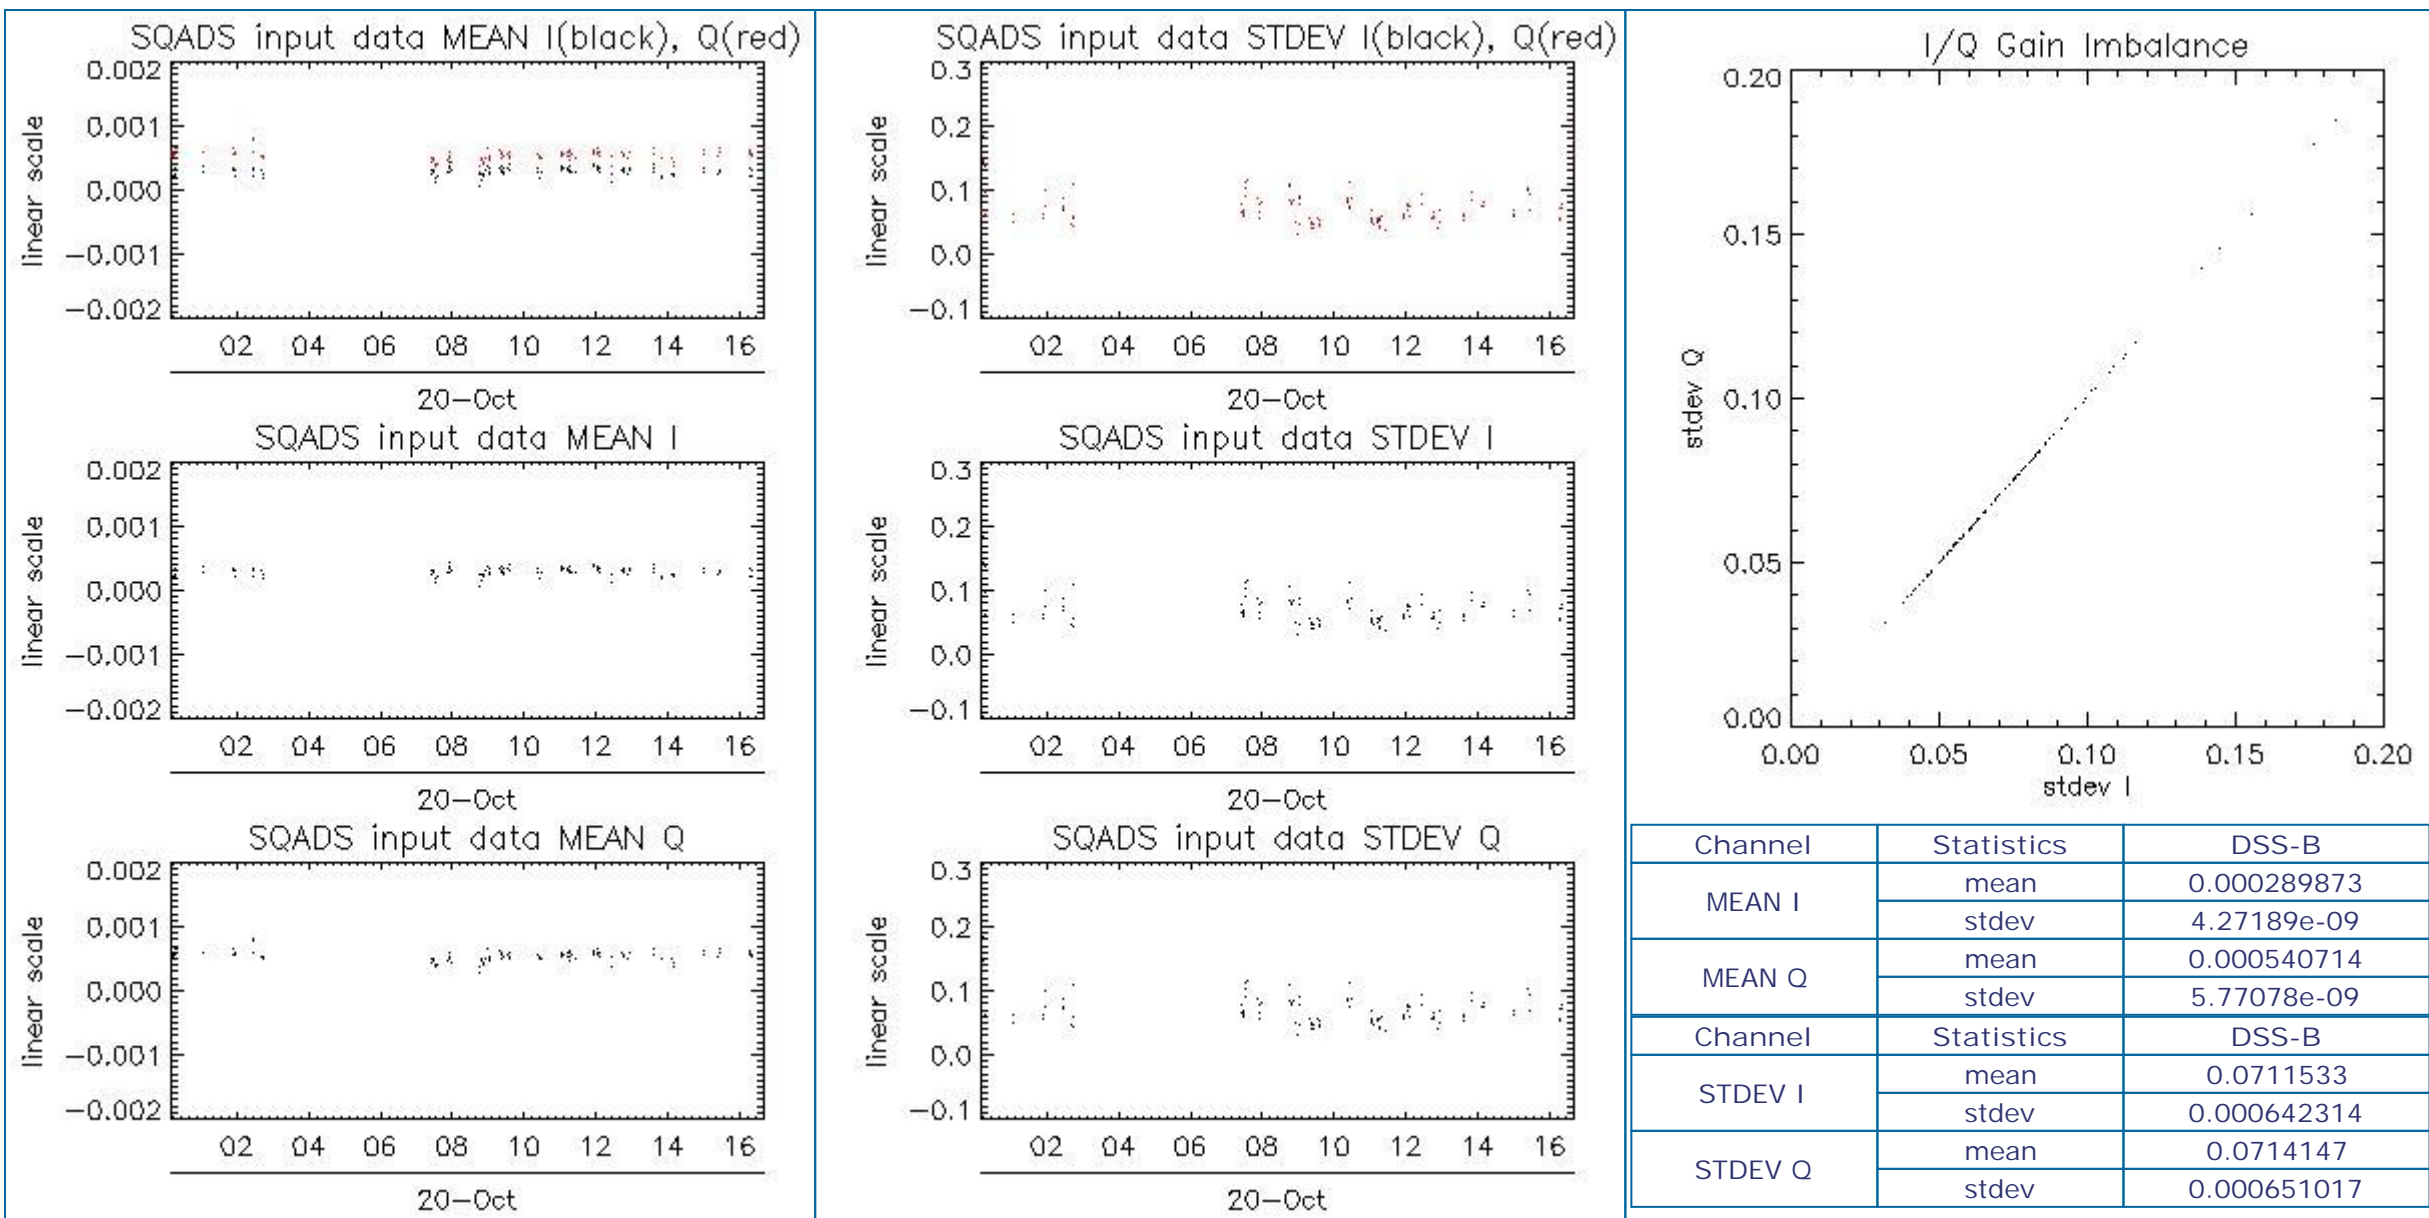 SQADS input data MEAN I(black), Q(red)
linear scale
0.002
0.001
0.000
-0.001
-0.002
02 04 06 08 10 12 14 16
20-Oct
SQADS input data MEAN I
linear scale
0.002
0.001
0.000
-0.001
-0.002
02 04 06 08 10 12 14 16
20-Oct
SQADS input data MEAN Q
linear scale
0.002
0.001
0.000
-0.001
-0.002
02 04 06 08 10 12 14 16
20-Oct
SQADS input data STDEV I(black), Q(red)
linear scale
0.3
0.2
0.1
0.0
-0.1
02 04 06 08 10 12 14 16
20-Oct
SQADS input data STDEV I
linear scale
0.3
0.2
0.1
0.0
-0.1
02 04 06 08 10 12 14 16
20-Oct
SQADS input data STDEV Q
linear scale
0.3
0.2
0.1
0.0
-0.1
02 04 06 08 10 12 14 16
20-Oct
I/Q Gain Imbalance
stdev Q
0.20
0.15
0.10
0.05
0.00
0.00 0.05 0.10 0.15 0.20
stdev I
Channel Statistics DSS-B
MEAN I mean 0.000289873
stdev 4.27189e-09
MEAN Q mean 0.000540714
stdev 5.77078e-09
Channel Statistics DSS-B
STDEV I mean 0.0711533
stdev 0.000642314
STDEV Q mean 0.0714147
stdev 0.000651017